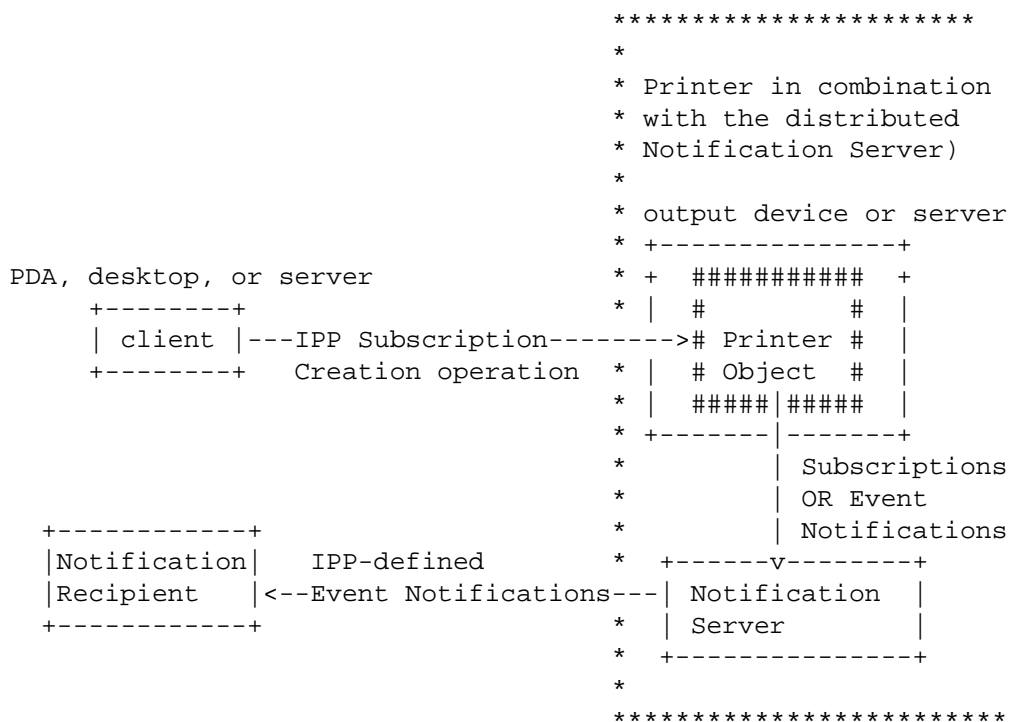 ***********************
*
* Printer in combination
* with the distributed
* Notification Server)
*
* output device or server
* +---------------+
PDA, desktop, or server * + ########### +
+--------+ * | # # |
| client |---IPP Subscription--------># Printer # |
+--------+ Creation operation * | # Object # |
* | #####|##### |
* +-------|-------+
* | Subscriptions
* | OR Event
+------------+ * | Notifications
|Notification| IPP-defined * +------v--------+
|Recipient |<--Event Notifications---| Notification |
+------------+ * | Server |
* +---------------+
*
*************************